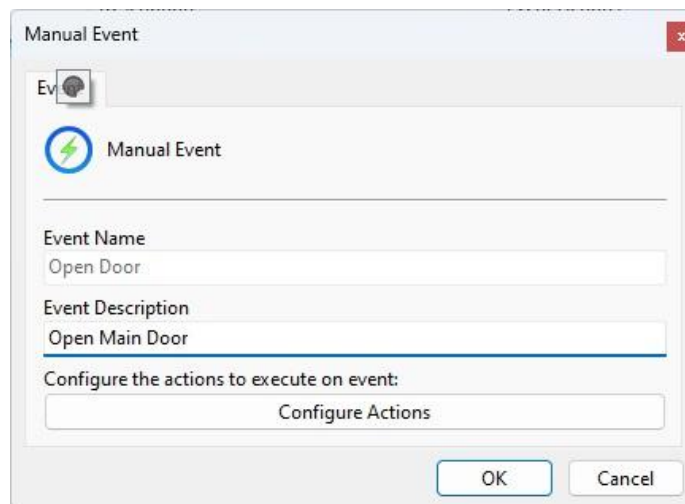 Manual Event
x
Manual Event
Event Name
Open Door
Event Description
Open Main Door
Configure the actions to execute on event:
Configure Actions
OK
Cancel